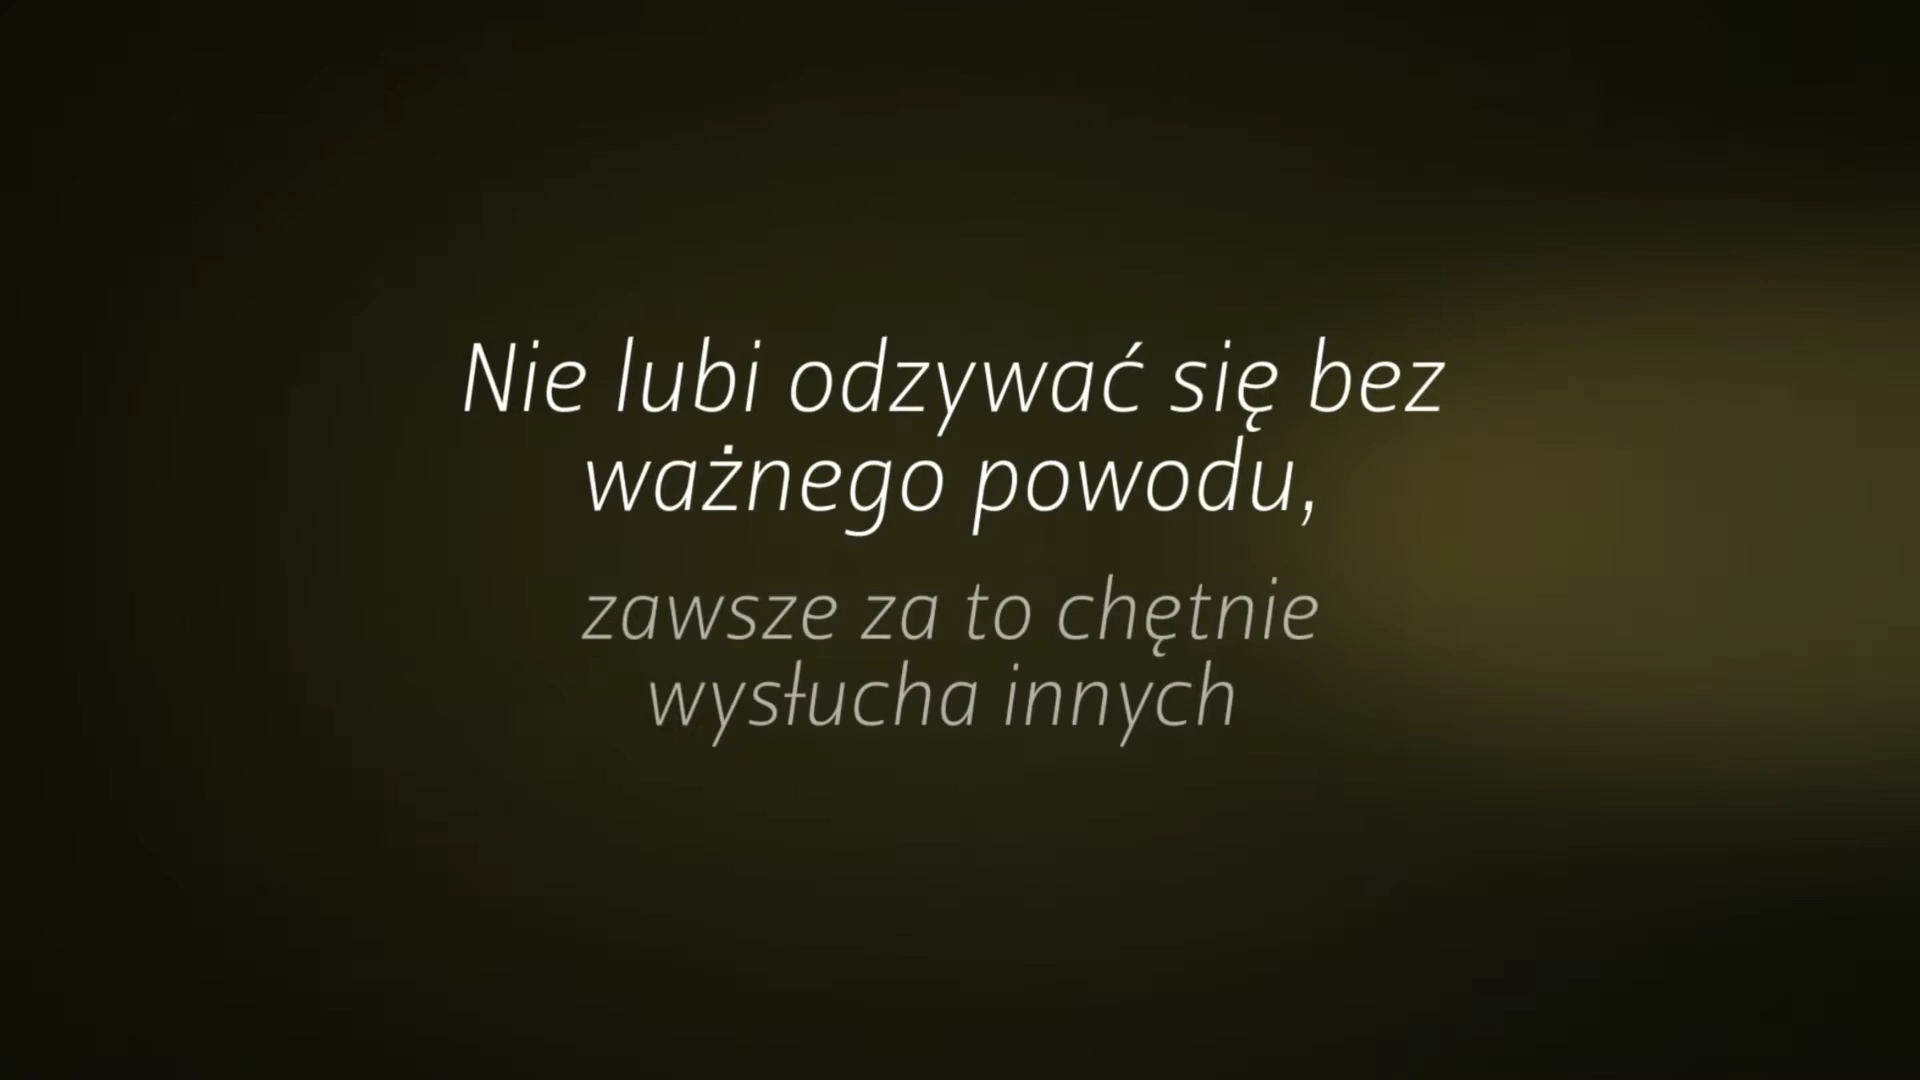 Nie lubi odzywać się bez
ważnego powodu,
zawsze za to chętnie
wysłucha innych